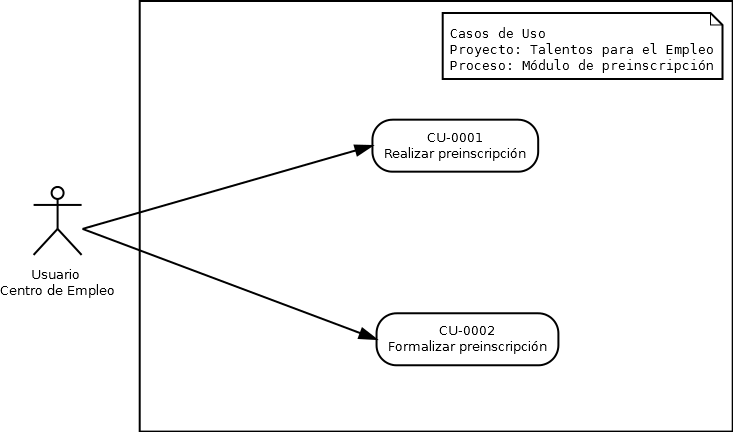 Casos de Uso
Proyecto: Talentos para el Empleo
Proceso: Módulo de preinscripción
CU-0001
Realizar preinscripción
Usuario
Centro de Empleo
CU-0002
Formalizar preinscripción